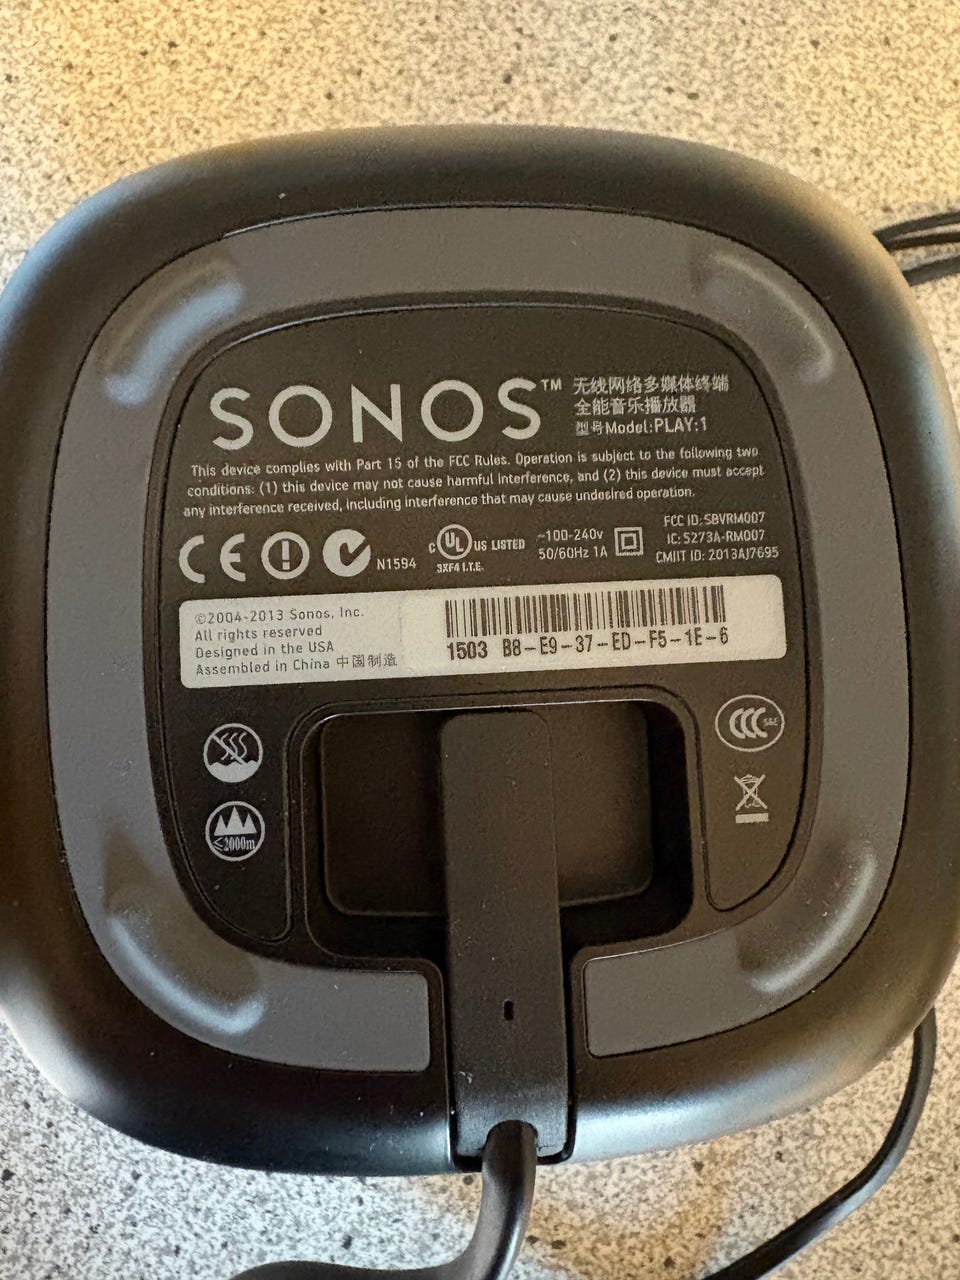 SONOS™
无线网络多媒体终端
全能音乐播放器
型号Model:PLAY:1
This device complies with Part 15 of the FCC Rules. Operation is subject to the following two
conditions: (1) this device may not cause harmful interference, and (2) this device must accept
any interference received, including interference that may cause undesired operation.
CE
N1594
C UL US LISTED
3XF4 I.T.E.
~100-240v
50/60Hz 1A
FCC ID: SBVRM007
IC: 5273A-RM007
CMIIT ID: 2013AJ7695
©2004-2013 Sonos, Inc.
All rights reserved
Designed in the USA
Assembled in China 中国制造
1503 B8-E9-37-ED-F5-1E-6
≤2000m
CCC S&E